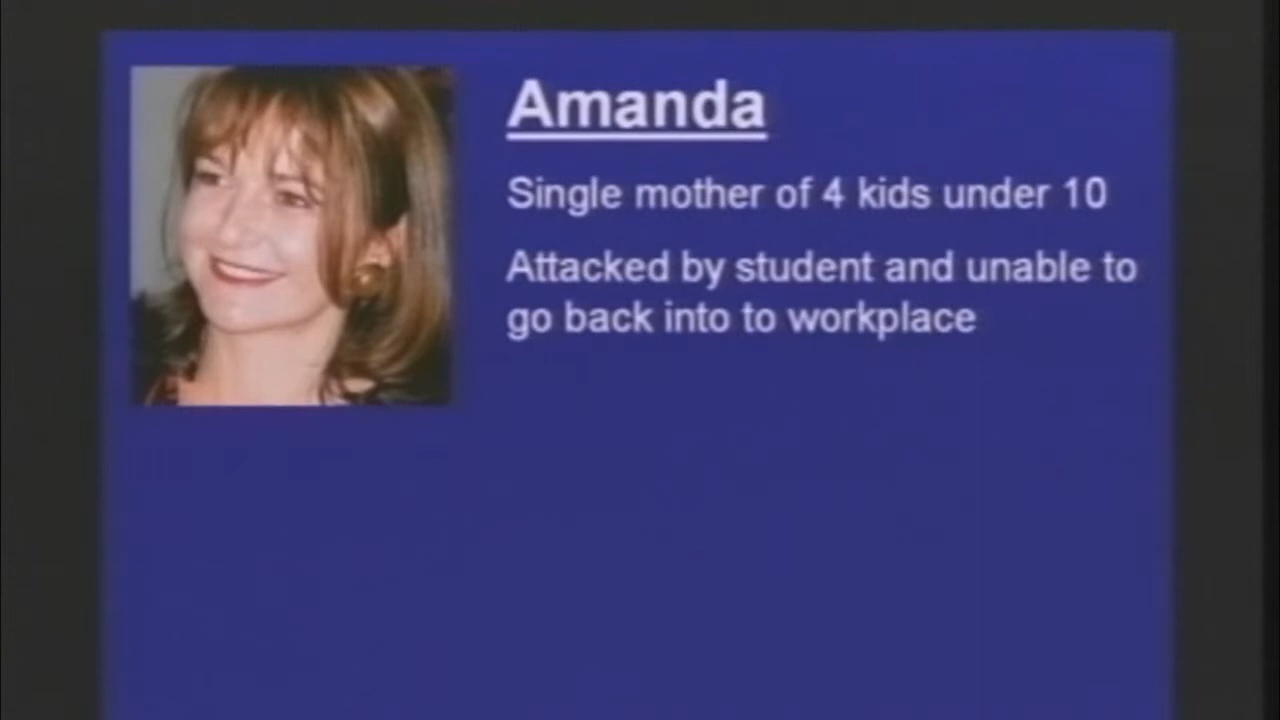 Amanda
Single mother of 4 kids under 10
Attacked by student and unable to
go back into to workplace